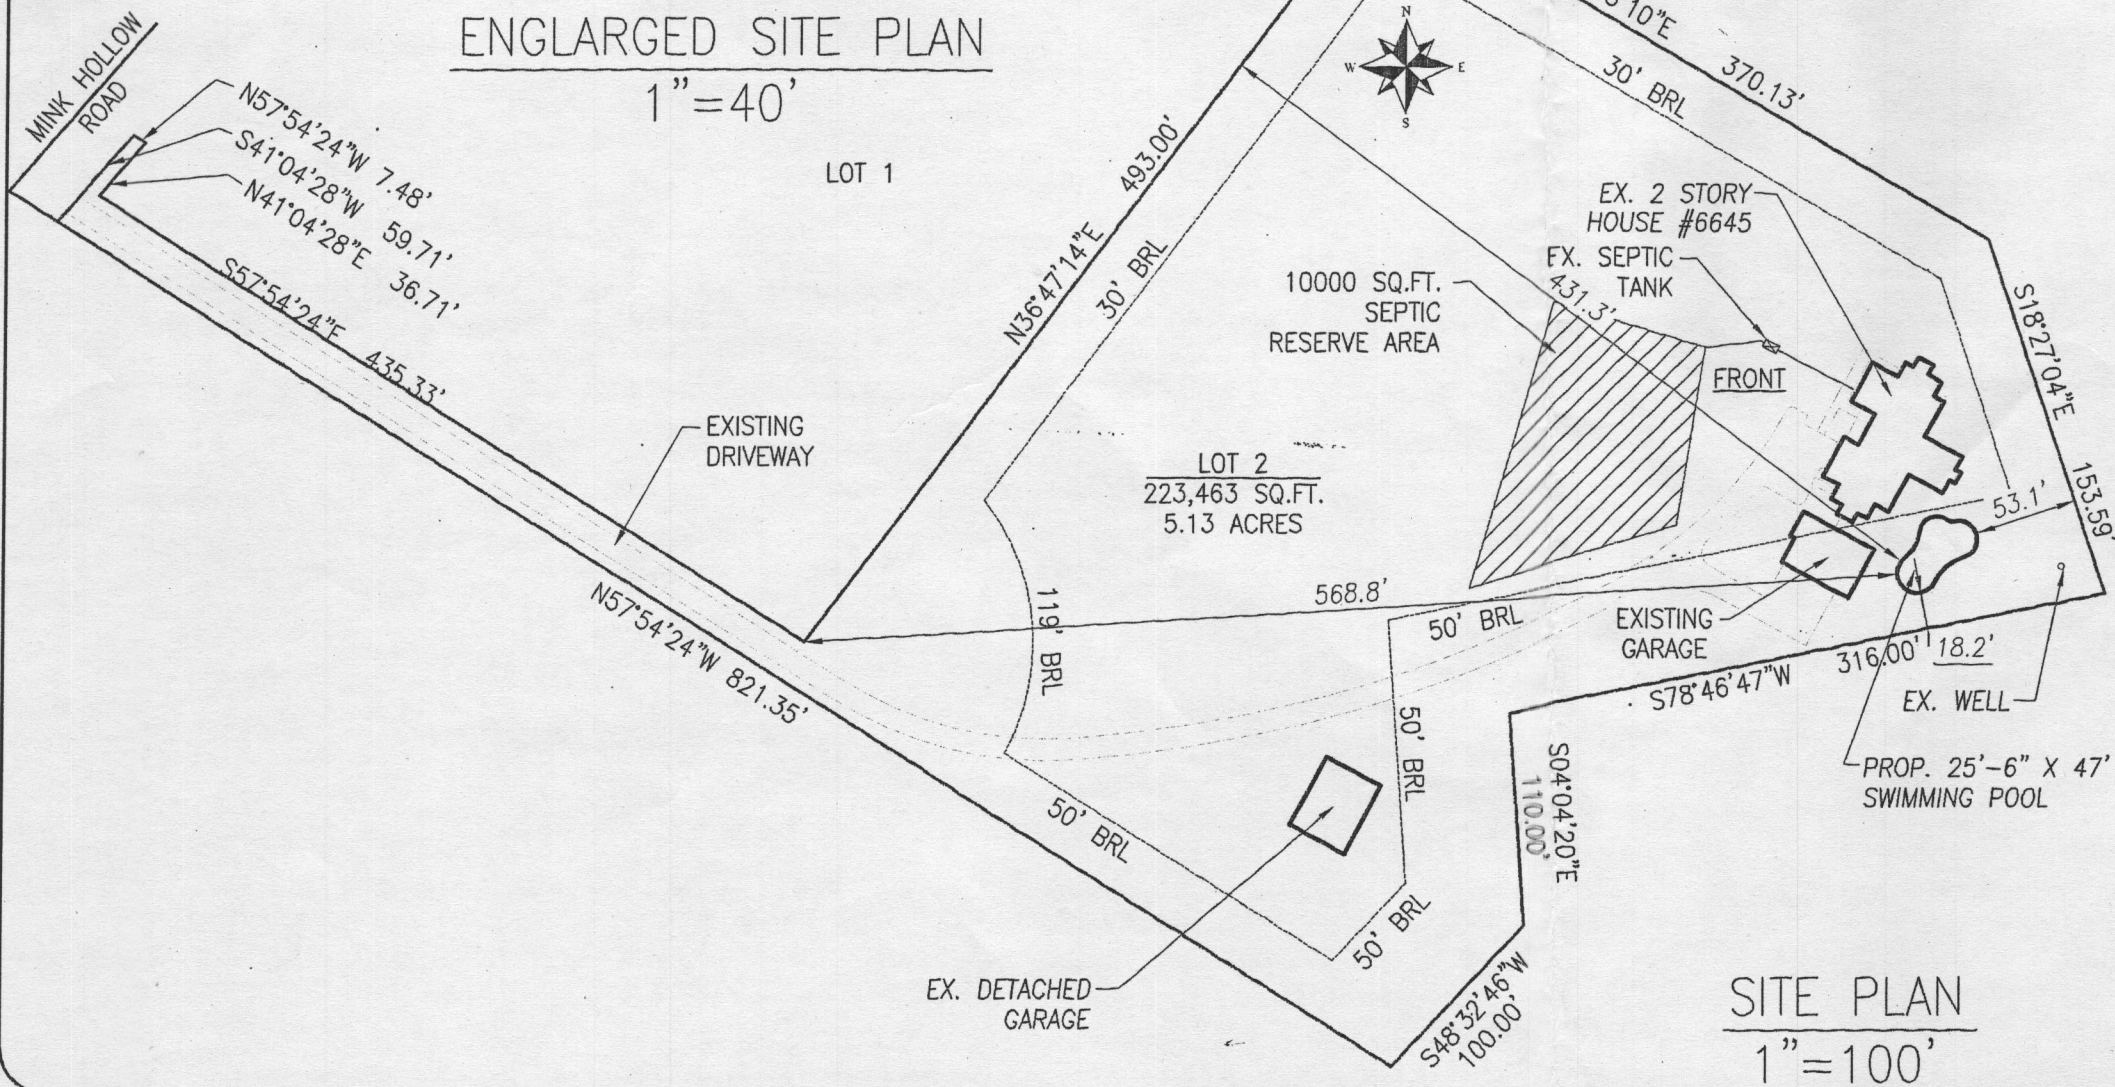 ENGLARGED SITE PLAN
1"=40'
MINK HOLLOW
ROAD
N57°54'24"W 7.48'
S41°04'28"W 59.71'
N41°04'28"E 36.71'
S57°54'24"E 435.33'
LOT 1
EXISTING
DRIVEWAY
N57°54'24"W 821.35'
N36°47'14"E 493.00'
30' BRL
N
W E
S
10"E 370.13'
30' BRL
EX. 2 STORY
HOUSE #6645
EX. SEPTIC
TANK
431.3'
10000 SQ.FT.
SEPTIC
RESERVE AREA
FRONT
S18°27'04"E 153.59'
LOT 2
223,463 SQ.FT.
5.13 ACRES
53.1'
568.8'
119' BRL
50' BRL
EXISTING
GARAGE
316.00' 18.2'
S78°46'47"W
EX. WELL
PROP. 25'-6" X 47'
SWIMMING POOL
50' BRL
S04°04'20"E
110.00'
50' BRL
50' BRL
EX. DETACHED
GARAGE
S48°32'46"W
100.00'
SITE PLAN
1"=100'